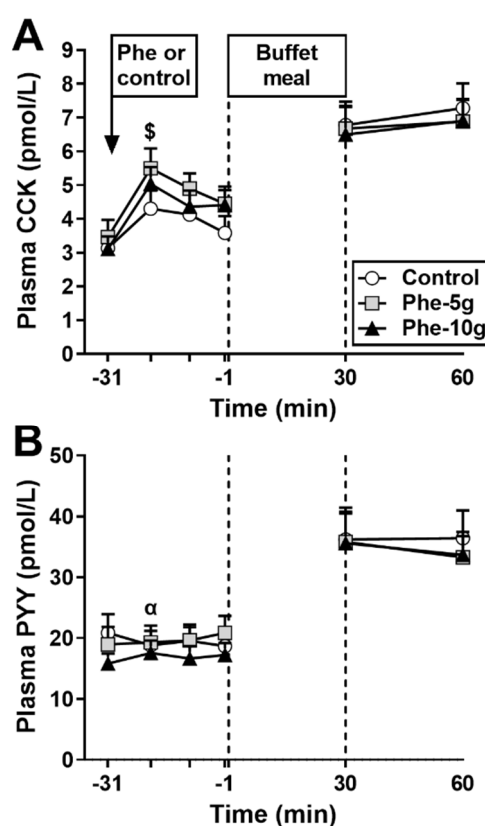 A
Phe or
control
Buffet
meal
Plasma CCK (pmol/L)
9
8
7
6
5
4
3
2
1
0
$
Control
Phe-5g
Phe-10g
-31
-1
30
60
Time (min)
B
Plasma PYY (pmol/L)
50
40
30
20
10
0
α
-31
-1
30
60
Time (min)